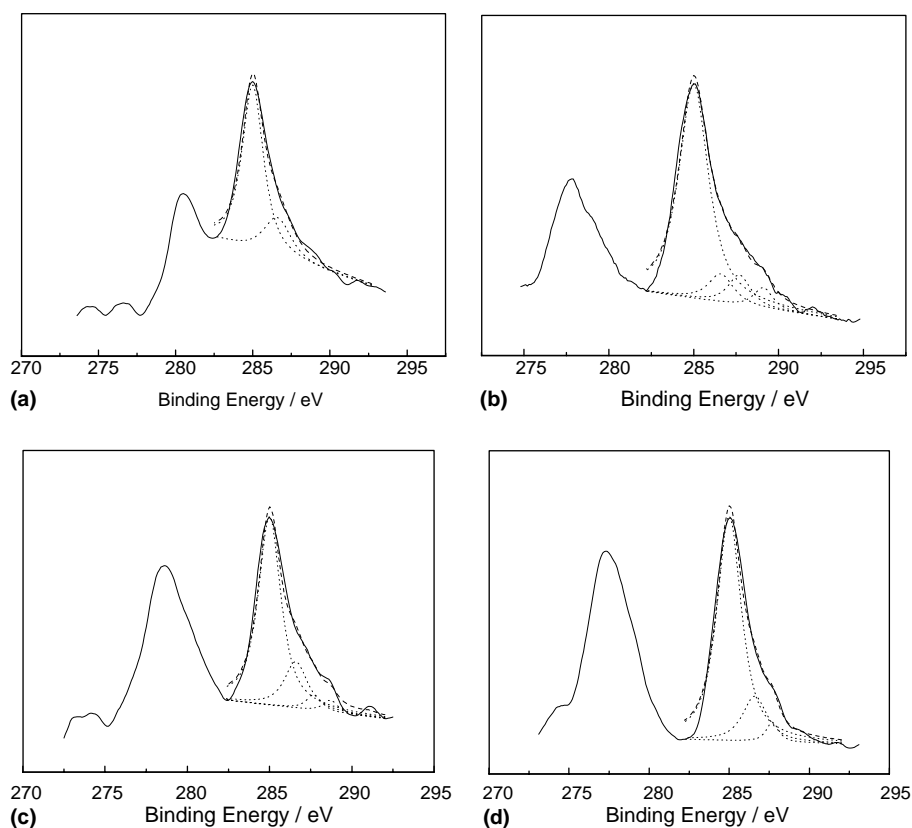 270 275 280 285 290 295
(a) Binding Energy / eV
270 275 280 285 290 295
(b) Binding Energy / eV
270 275 280 285 290 295
(c) Binding Energy / eV
270 275 280 285 290 295
(d) Binding Energy / eV